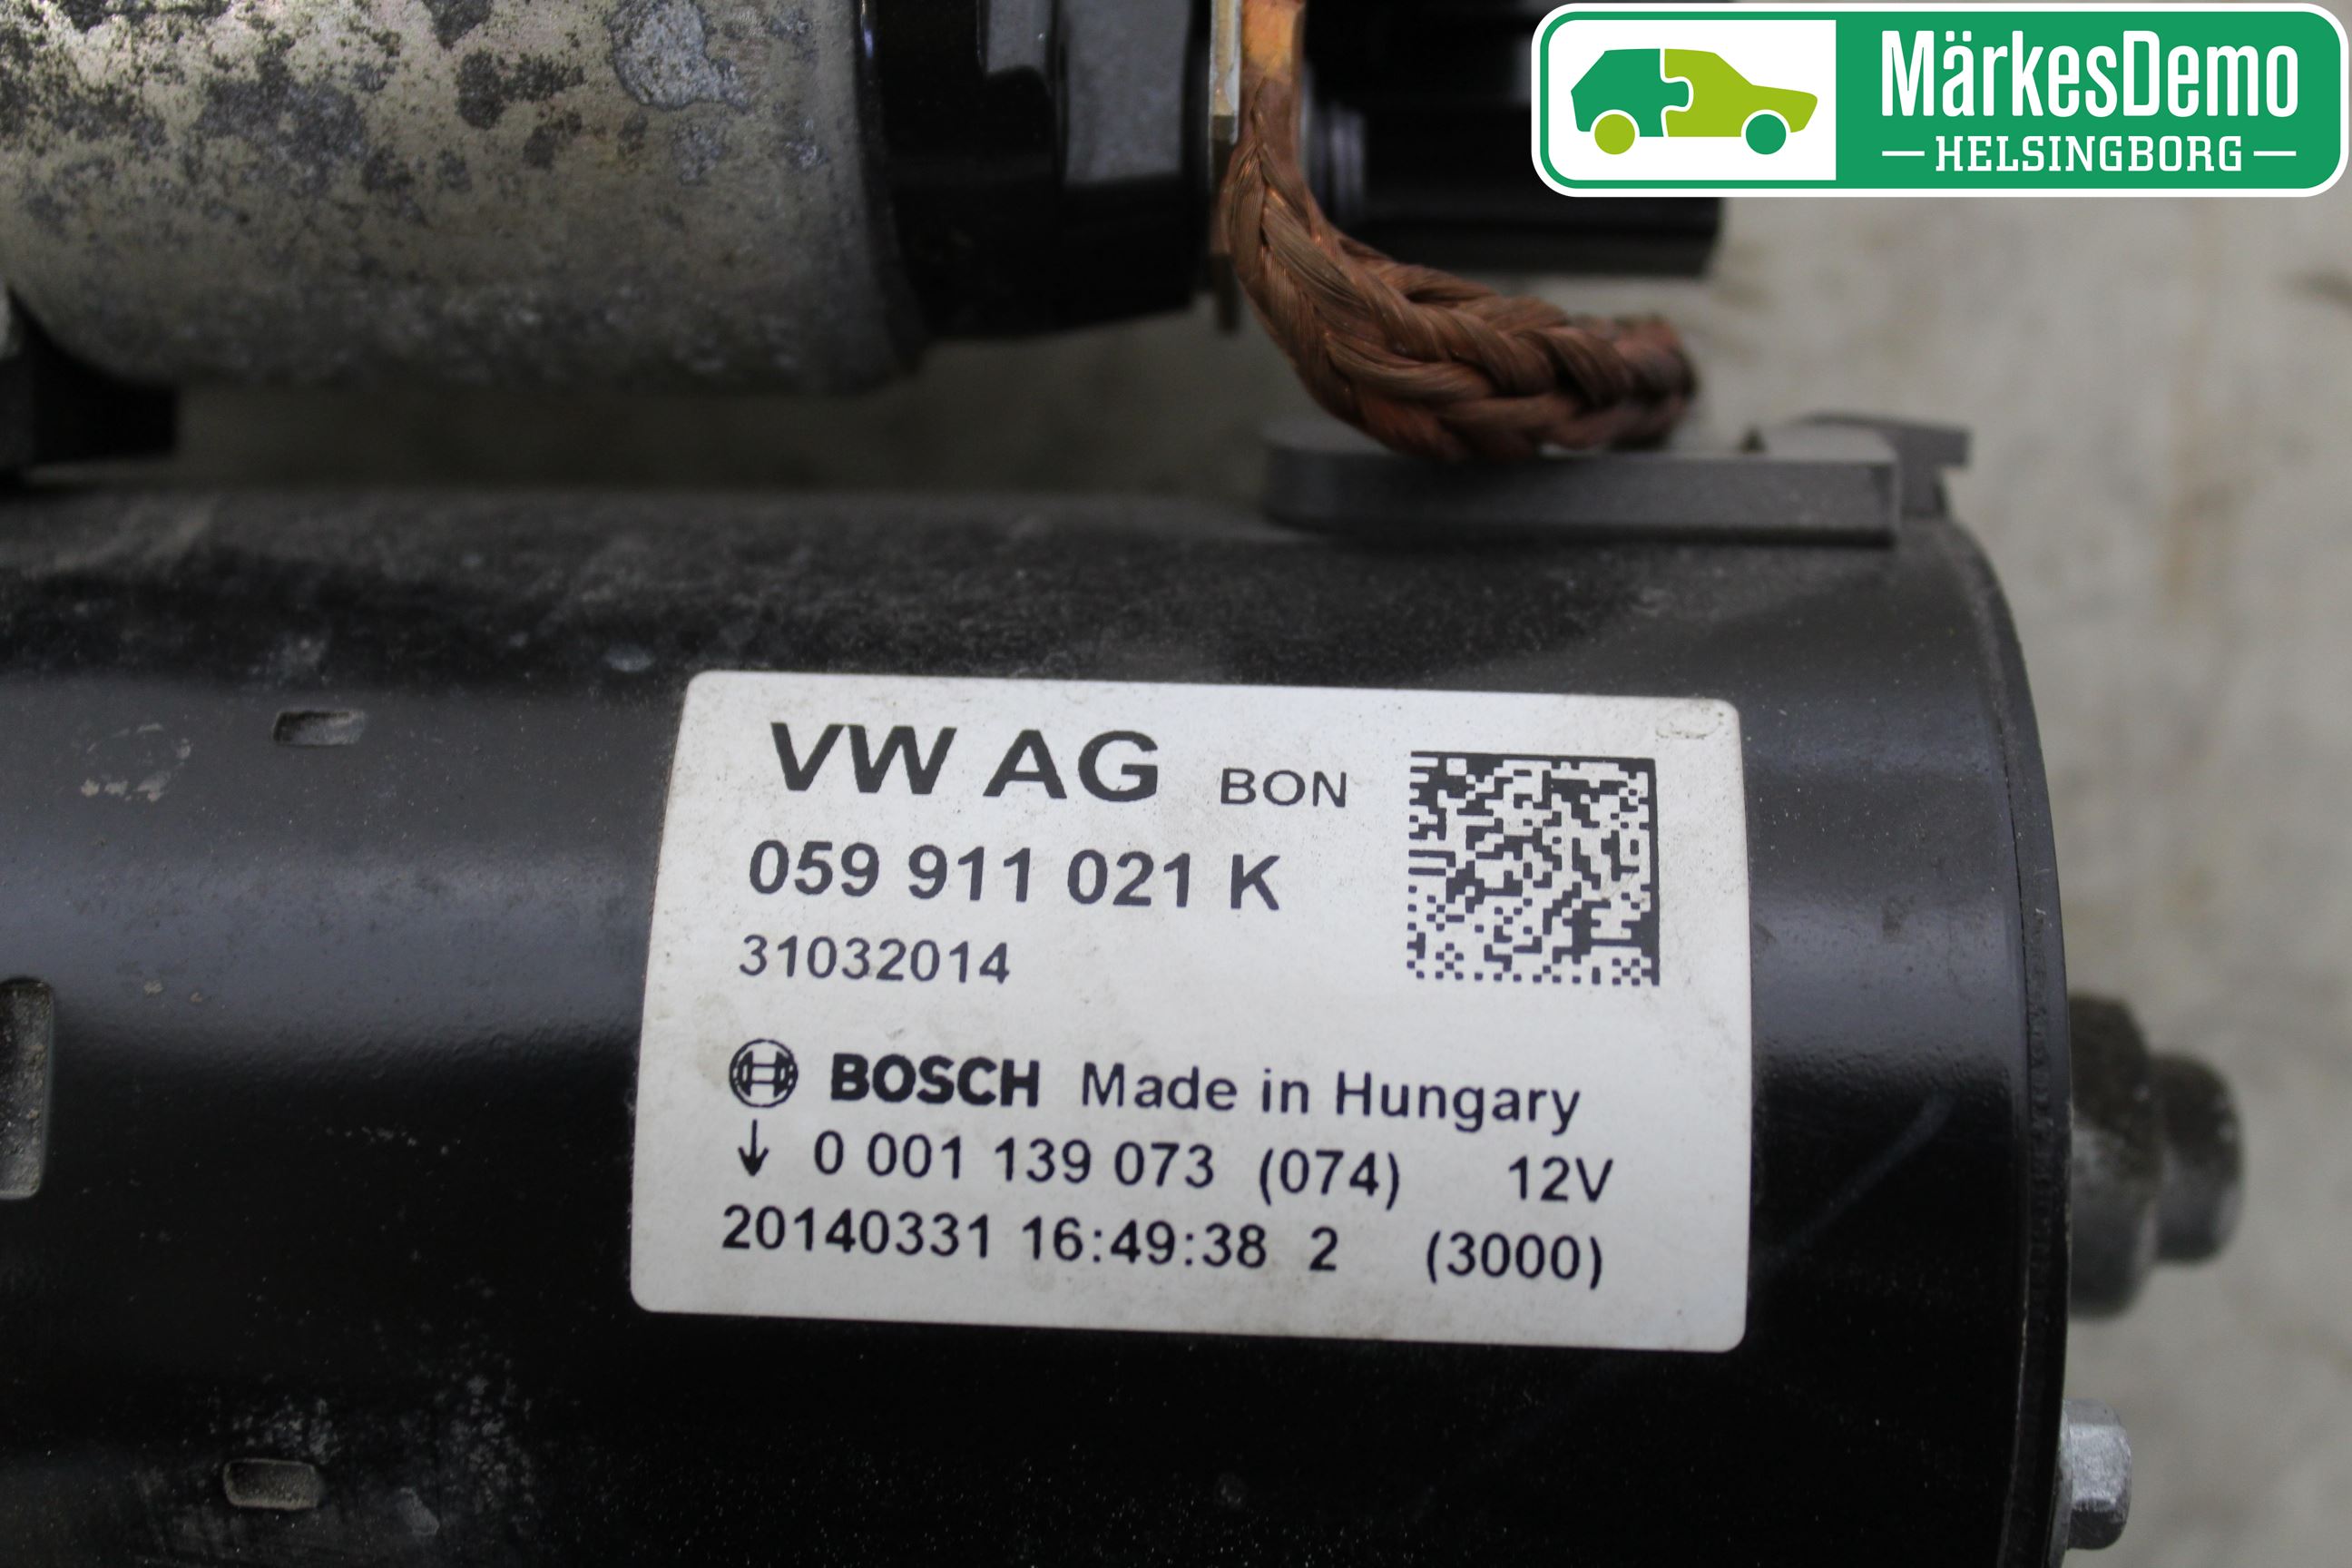 MärkesDemo
HELSINGBORG
VW AG BON
059 911 021 K
31032014
BOSCH Made in Hungary
↓ 0 001 139 073 (074) 12V
20140331 16:49:38 2 (3000)